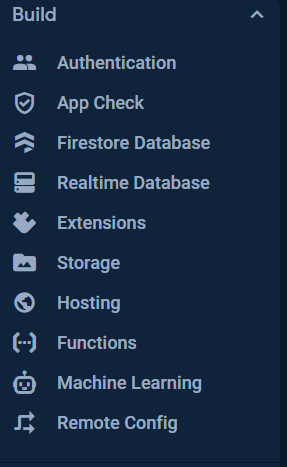 Build
Authentication
App Check
Firestore Database
Realtime Database
Extensions
Storage
Hosting
Functions
Machine Learning
Remote Config